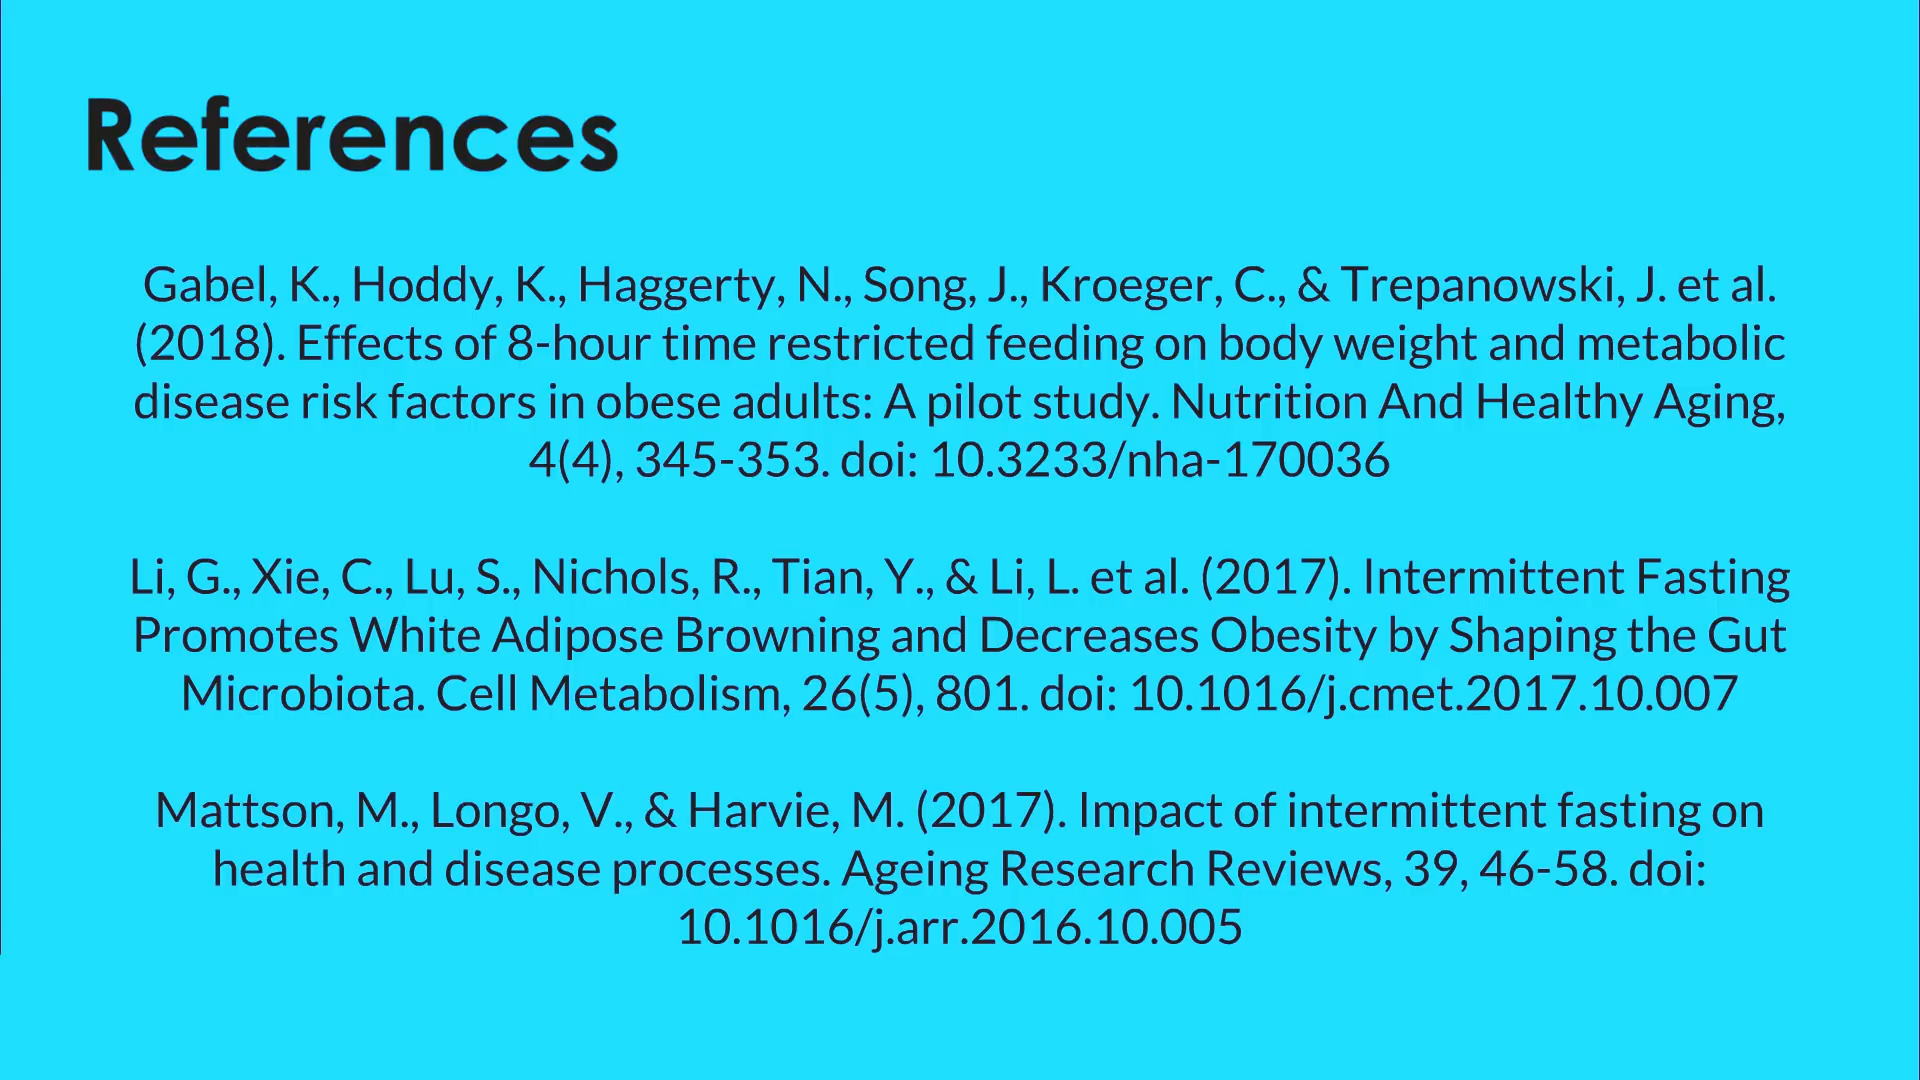 References
Gabel, K., Hoddy, K., Haggerty, N., Song, J., Kroeger, C., & Trepanowski, J. et al.
(2018). Effects of 8-hour time restricted feeding on body weight and metabolic
disease risk factors in obese adults: A pilot study. Nutrition And Healthy Aging,
4(4), 345-353. doi: 10.3233/nha-170036
Li, G., Xie, C., Lu, S., Nichols, R., Tian, Y., & Li, L. et al. (2017). Intermittent Fasting
Promotes White Adipose Browning and Decreases Obesity by Shaping the Gut
Microbiota. Cell Metabolism, 26(5), 801. doi: 10.1016/j.cmet.2017.10.007
Mattson, M., Longo, V., & Harvie, M. (2017). Impact of intermittent fasting on
health and disease processes. Ageing Research Reviews, 39, 46-58. doi:
10.1016/j.arr.2016.10.005